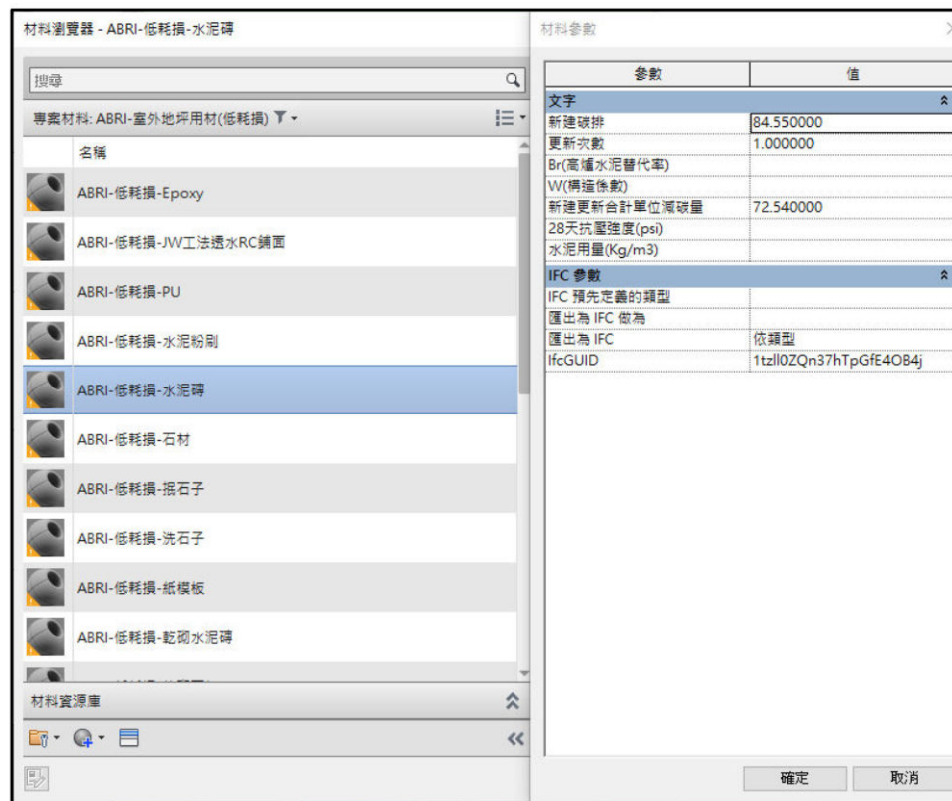 材料瀏覽器 - ABRI-低耗損-水泥磚
搜尋
專案材料: ABRI-室外地坪用材(低耗損)
名稱
ABRI-低耗損-Epoxy
ABRI-低耗損-JW工法透水RC鋪面
ABRI-低耗損-PU
ABRI-低耗損-水泥粉刷
ABRI-低耗損-水泥磚
ABRI-低耗損-石材
ABRI-低耗損-抿石子
ABRI-低耗損-洗石子
ABRI-低耗損-紙模板
ABRI-低耗損-乾砌水泥磚
材料資源庫
材料參數
參數 值
文字
新建碳排 84.550000
更新次數 1.000000
Br(高爐水泥替代率)
W(構造係數)
新建更新合計單位減碳量 72.540000
28天抗壓強度(psi)
水泥用量(Kg/m3)
IFC 參數
IFC 預先定義的類型
匯出為 IFC 做為
匯出為 IFC 依類型
IfcGUID 1tzll0ZQn37hTpGfE4OB4j
確定 取消